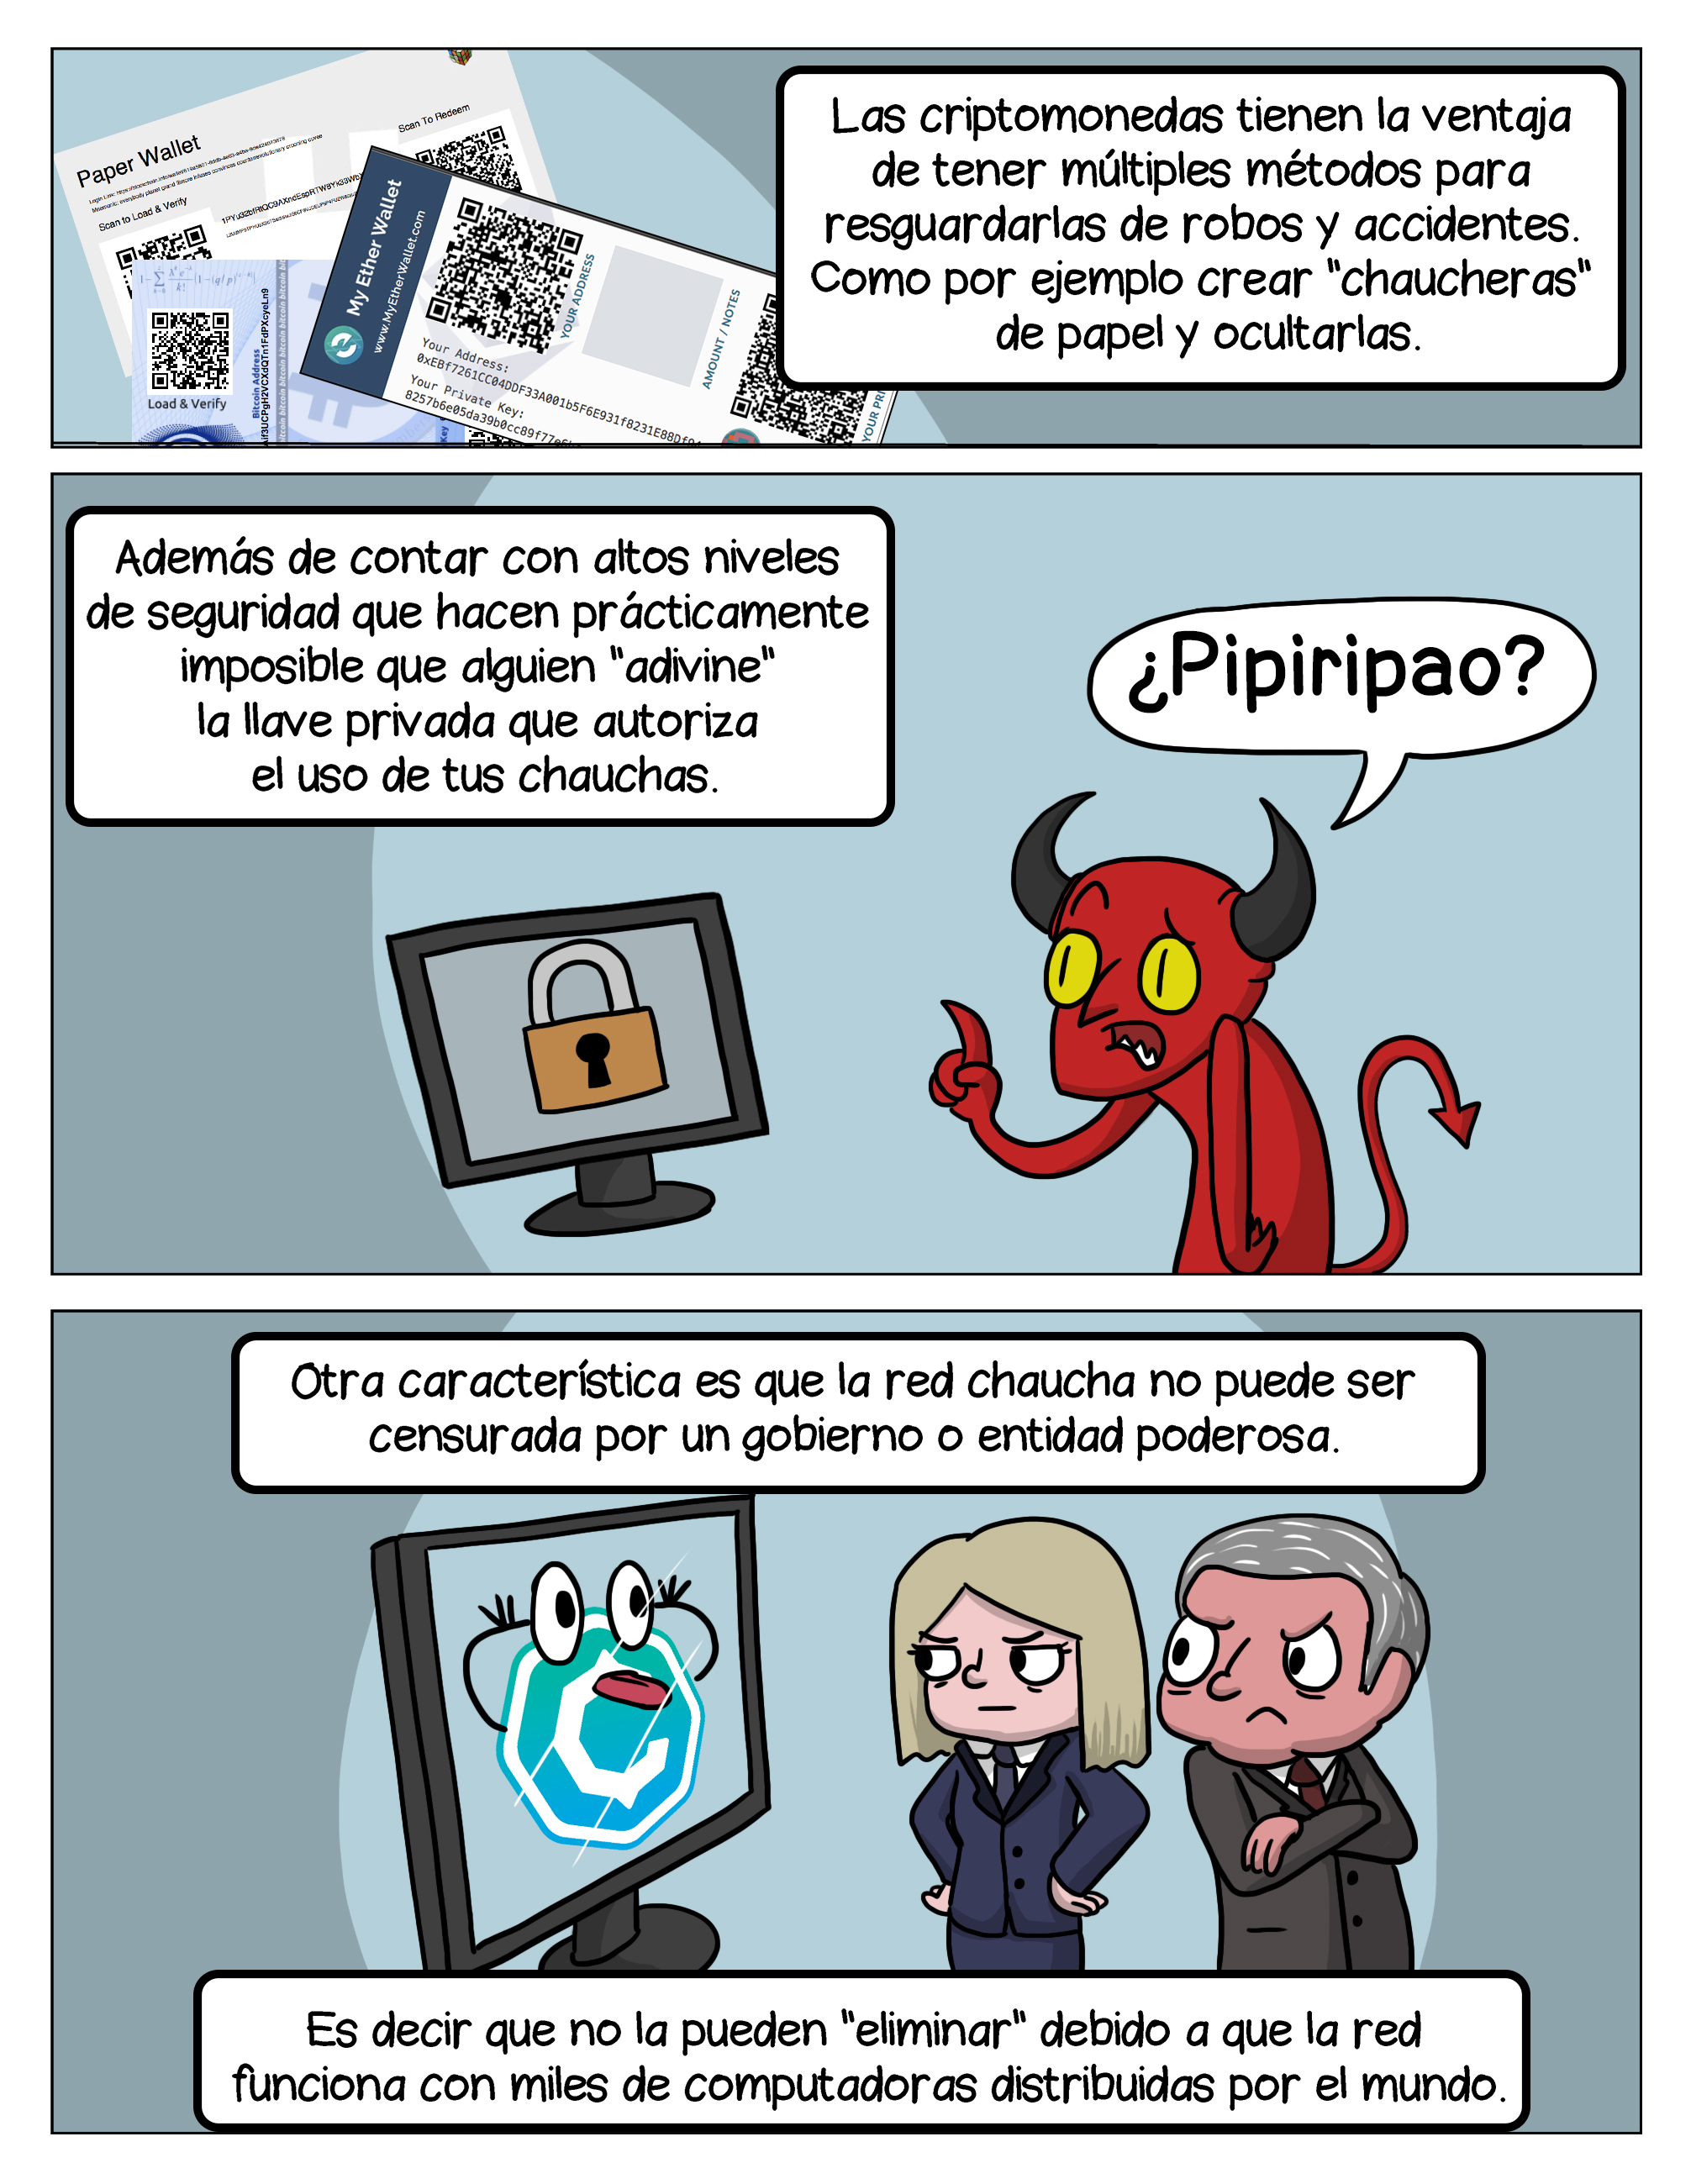 Paper Wallet
Scan To Redeem
Scan to Load & Verify
Load & Verify
Bitcoin Address
My Ether Wallet
www.MyEtherWallet.com
YOUR ADDRESS
AMOUNT / NOTES
Your Address:
0xEBf7261CC04DDF33A001b5F6E931f8231E88Df
Your Private Key:
8257b6e05da39b0cc89f77e6
Las criptomonedas tienen la ventaja
de tener múltiples métodos para
resguardarlas de robos y accidentes.
Como por ejemplo crear "chaucheras"
de papel y ocultarlas.
Además de contar con altos niveles
de seguridad que hacen prácticamente
imposible que alguien "adivine"
la llave privada que autoriza
el uso de tus chauchas.
¿Pipiripao?
Otra característica es que la red chaucha no puede ser
censurada por un gobierno o entidad poderosa.
Es decir que no la pueden "eliminar" debido a que la red
funciona con miles de computadoras distribuidas por el mundo.